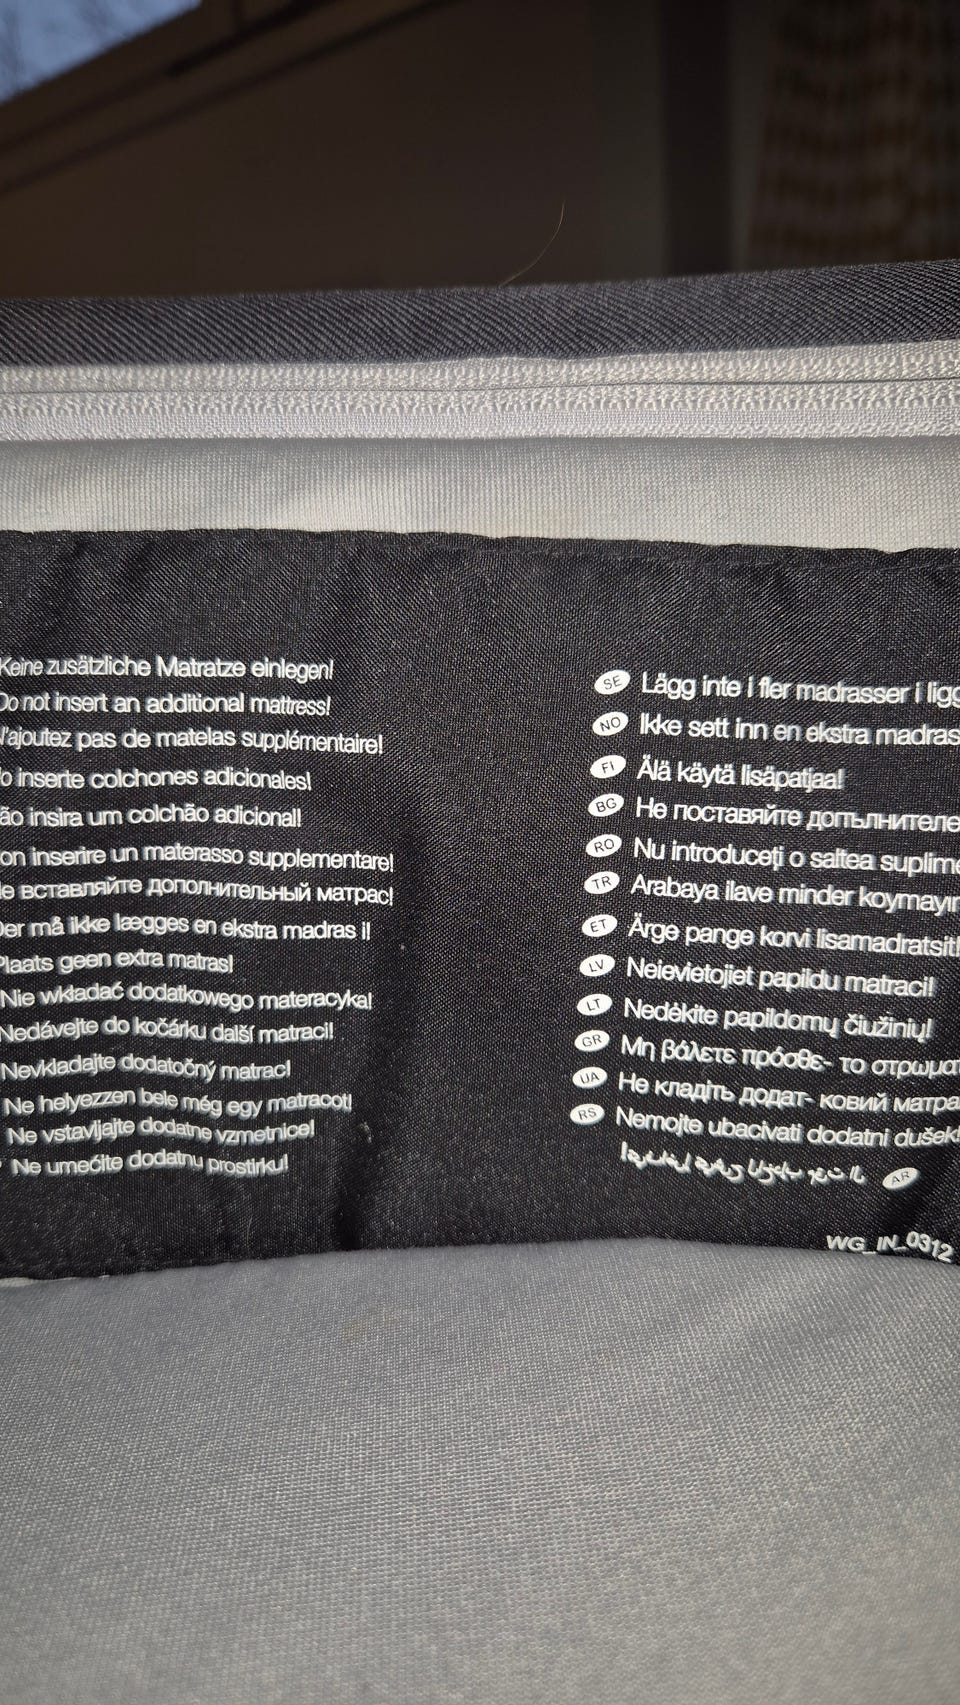 Keine zusätzliche Matratze einlegen!
Do not insert an additional mattress!
N'ajoutez pas de matelas supplémentaire!
inserte colchones adicionales!
insira um colchão adicional!
inserire un materasso supplementare!
вставляйте дополнительный матрас!
Der må ikke lægges en ekstra madras i!
Plaats geen extra matras!
Nie wkładać dodatkowego materacyka!
Nedávejte do kočárku další matraci!
Nevkladajte dodatočný matrac!
Ne helyezzen bele még egy matracot!
Ne vstavljajte dodatne vzmetnice!
Ne umećite dodatnu prostirku!
SE Lägg inte i fler madrasser i
NO Ikke sett inn en ekstra
FI Älä käytä lisäpatjaa!
BG Не поставяйте
RO Nu introduceţi o saltea
TR Arabaya ilave minder
ET Ärge pange korvi lisamadratsit!
LV Neievietojiet papildu matraci!
LT Nedėkite papildomų čiužinių!
GR Μη βάλετε πρόσθε- το
UA Не кладіть додат- ковий
RS Nemojte ubacivati dodatni dušek!
AR
WG_IN_0312